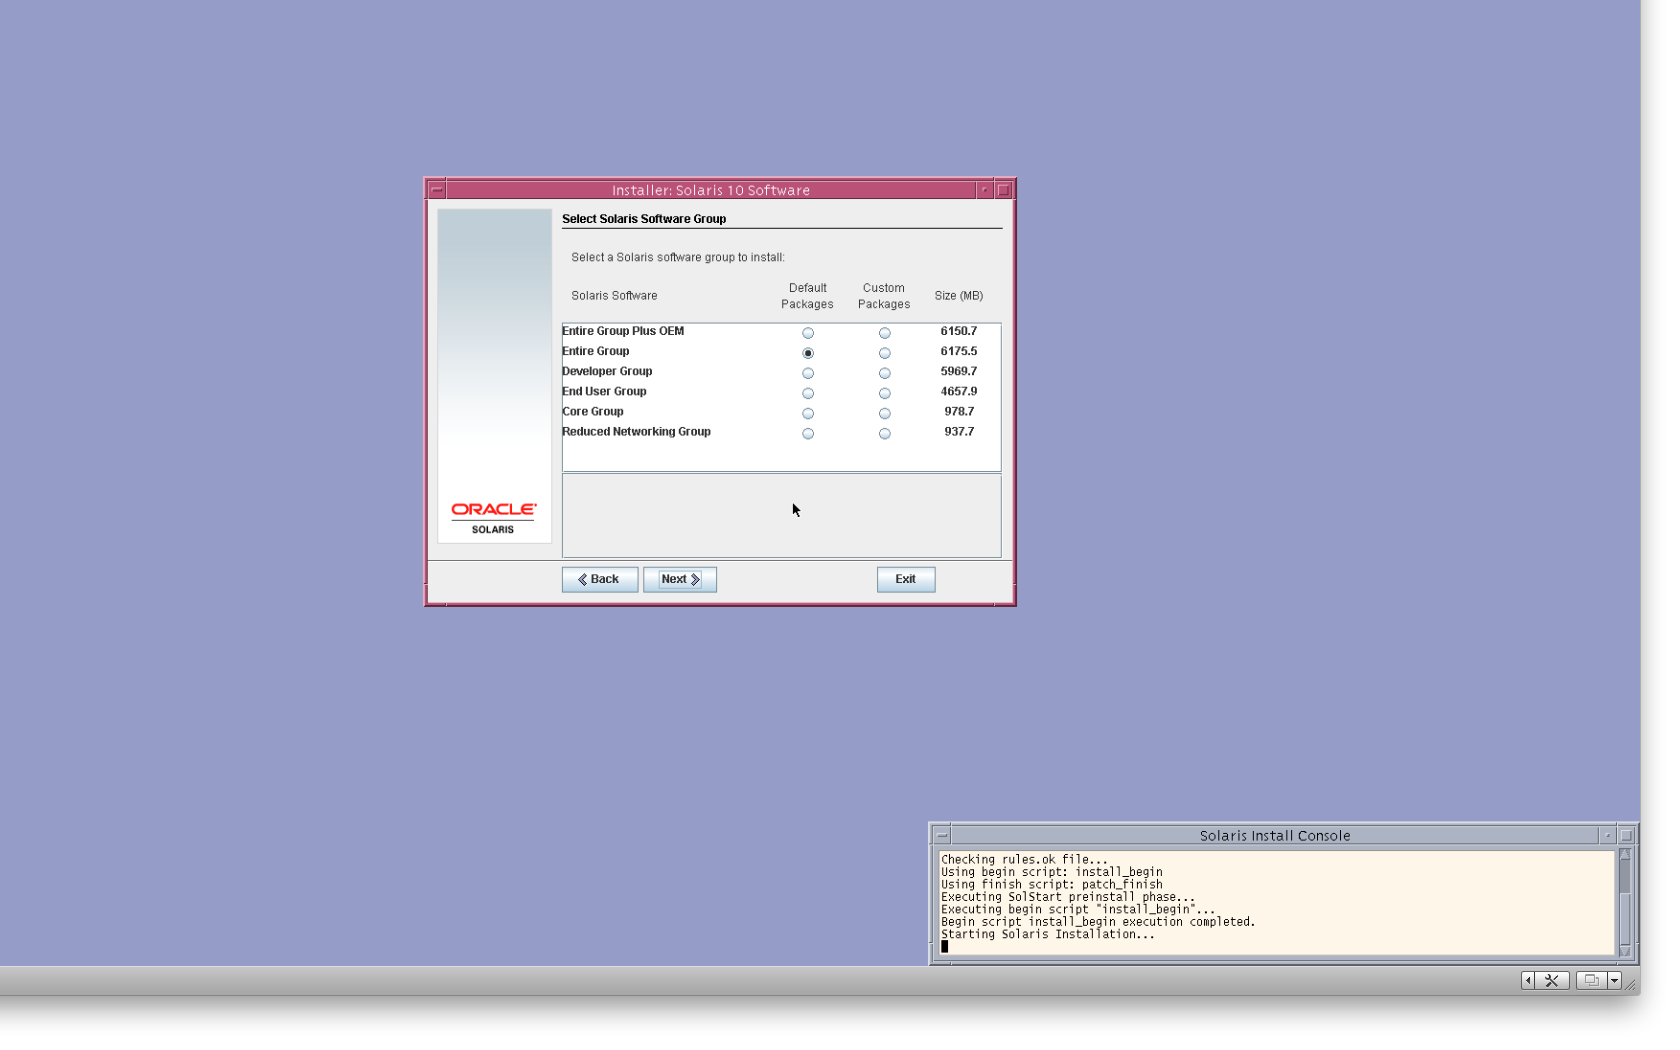 Installer: Solaris 10 Software
Select Solaris Software Group
Select a Solaris software group to install:
Solaris Software Default Packages Custom Packages Size (MB)
Entire Group Plus OEM 6150.7
Entire Group 6175.5
Developer Group 5969.7
End User Group 4657.9
Core Group 978.7
Reduced Networking Group 937.7
ORACLE
SOLARIS
Back Next Exit
Solaris Install Console
Checking rules.ok file...
Using begin script: install_begin
Using finish script: patch_finish
Executing SolStart preinstall phase...
Executing begin script "install_begin"...
Begin script install_begin execution completed.
Starting Solaris Installation...